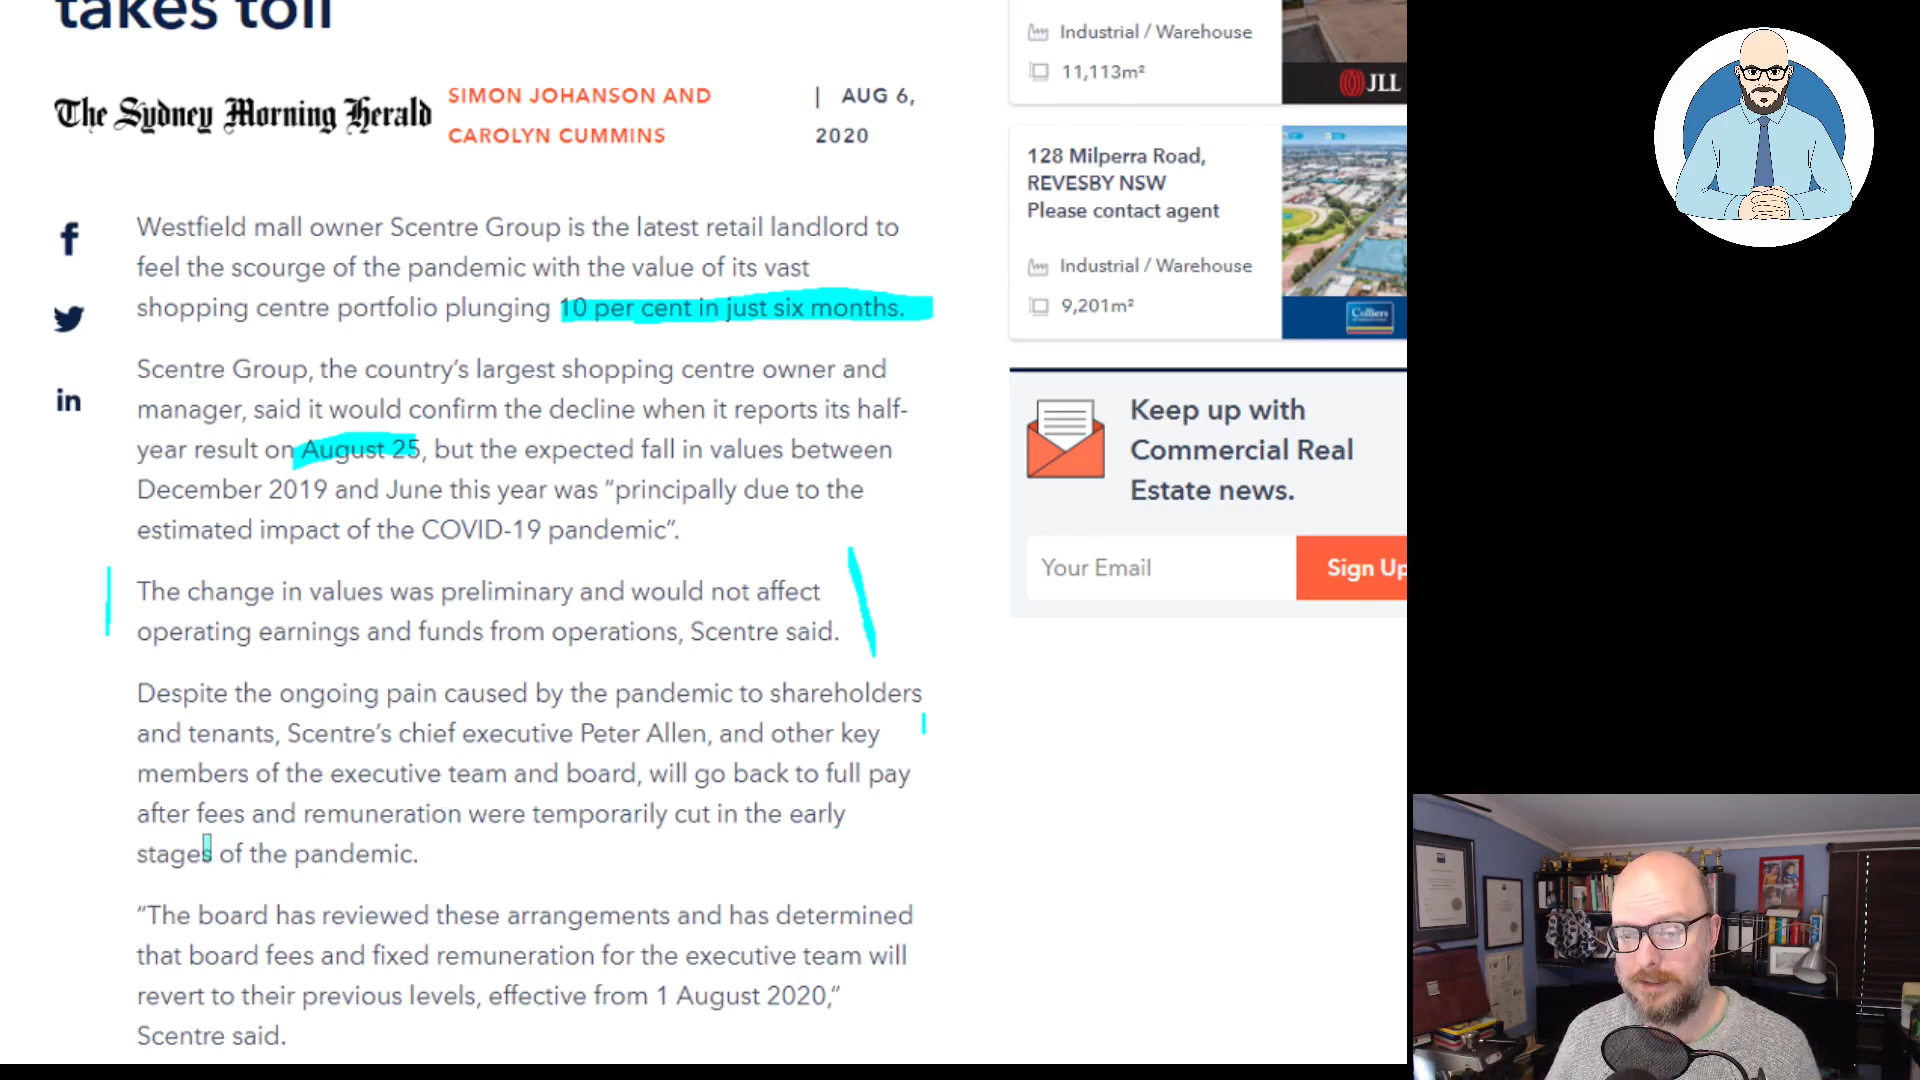 takes toll
The Sydney Morning Herald
SIMON JOHANSON AND
CAROLYN CUMMINS
| AUG 6,
2020
Westfield mall owner Scentre Group is the latest retail landlord to
feel the scourge of the pandemic with the value of its vast
shopping centre portfolio plunging 10 per cent in just six months.
Scentre Group, the country’s largest shopping centre owner and
manager, said it would confirm the decline when it reports its half-
year result on August 25, but the expected fall in values between
December 2019 and June this year was “principally due to the
estimated impact of the COVID-19 pandemic”.
The change in values was preliminary and would not affect
operating earnings and funds from operations, Scentre said.
Despite the ongoing pain caused by the pandemic to shareholders
and tenants, Scentre’s chief executive Peter Allen, and other key
members of the executive team and board, will go back to full pay
after fees and remuneration were temporarily cut in the early
stages of the pandemic.
“The board has reviewed these arrangements and has determined
that board fees and fixed remuneration for the executive team will
revert to their previous levels, effective from 1 August 2020,”
Scentre said.
Industrial / Warehouse
11,113m²
JLL
128 Milperra Road,
REVESBY NSW
Please contact agent
Industrial / Warehouse
9,201m²
Colliers
Keep up with
Commercial Real
Estate news.
Your Email
Sign Up